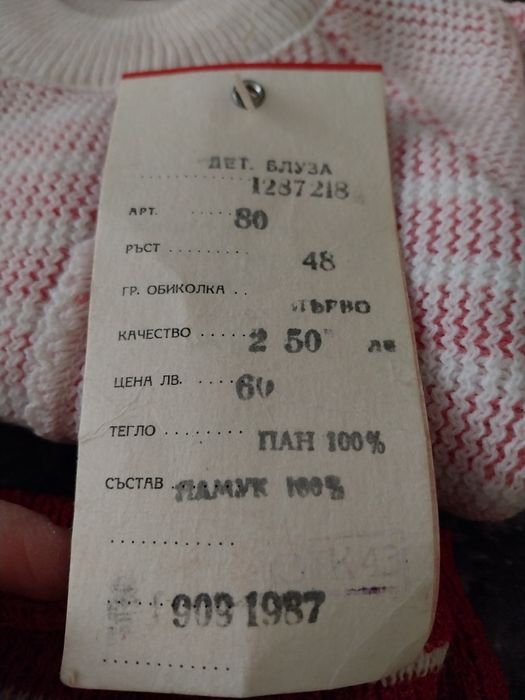 ДЕТ. БЛУЗА
1287218
АРТ. ..... 80
РЪСТ ......... 48
ГР. ОБИКОЛКА .. ПЪРВО
КАЧЕСТВО ..... 2 50 лв
ЦЕНА ЛВ. ..... 60
ТЕГЛО ........ ПАН 100%
СЪСТАВ . ПАМУК 100%
909 1987